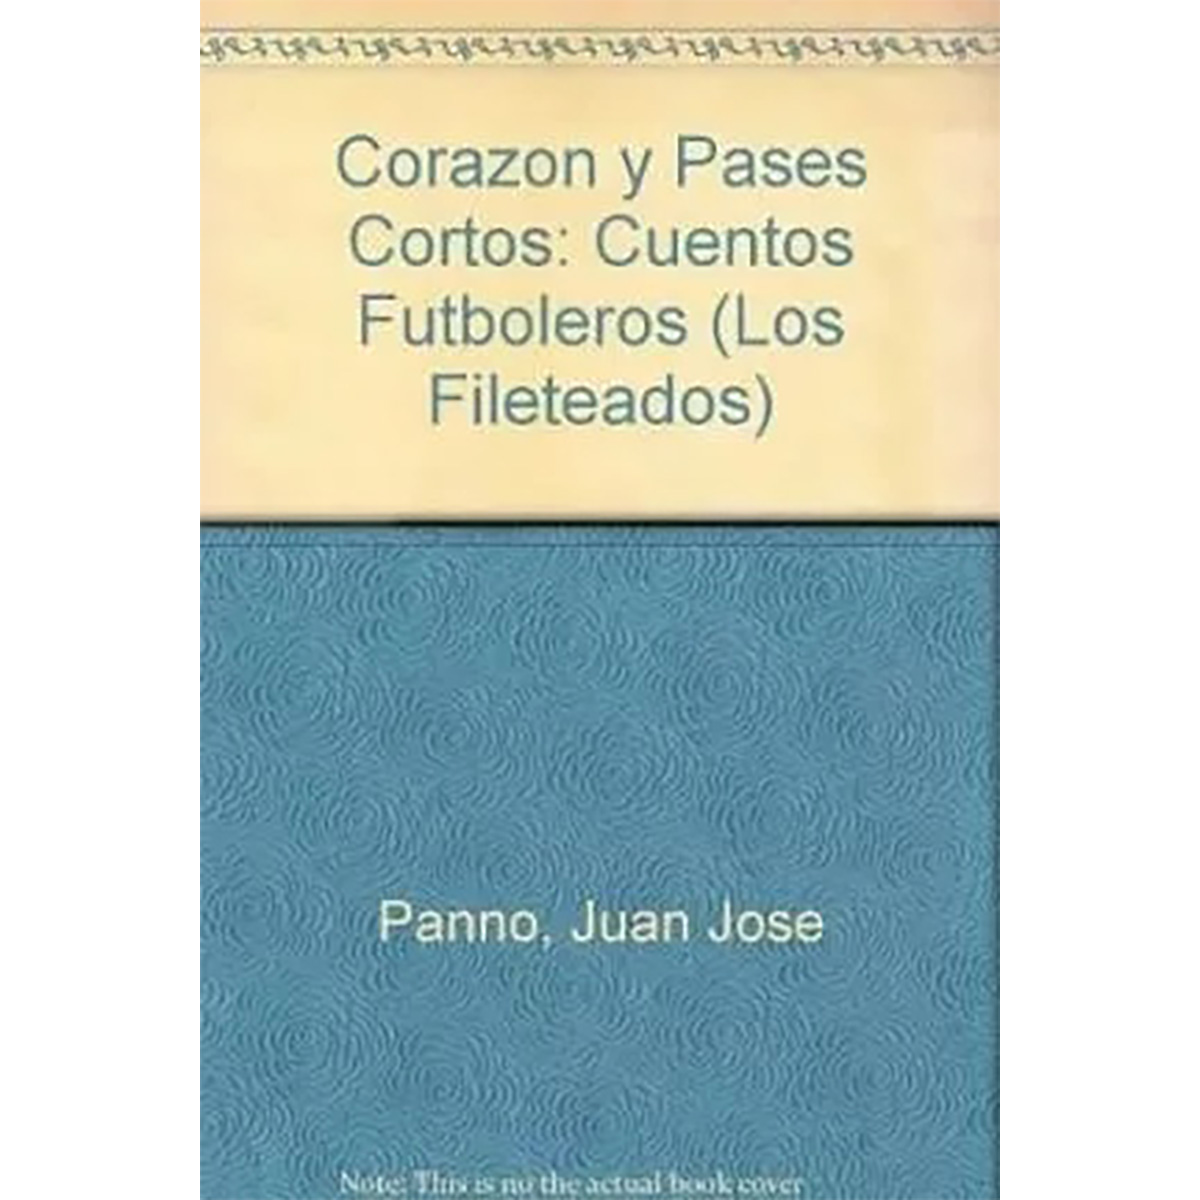 Corazon y Pases
Cortos: Cuentos
Futboleros (Los
Fileteados)
Panno, Juan Jose
Note: This is no the actual book cover